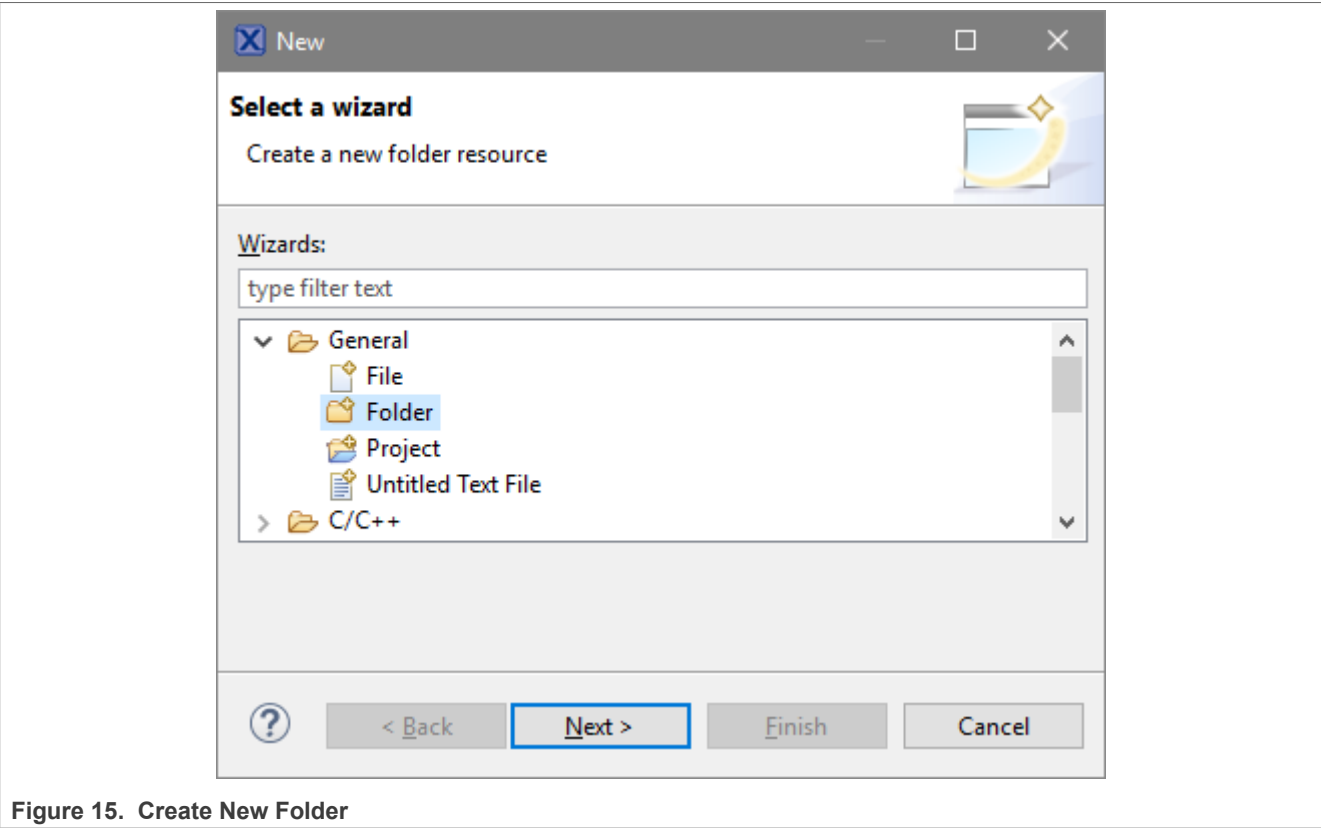 New
Select a wizard
Create a new folder resource
Wizards:
type filter text
General
File
Folder
Project
Untitled Text File
C/C++
? < Back Next > Finish Cancel
Figure 15. Create New Folder